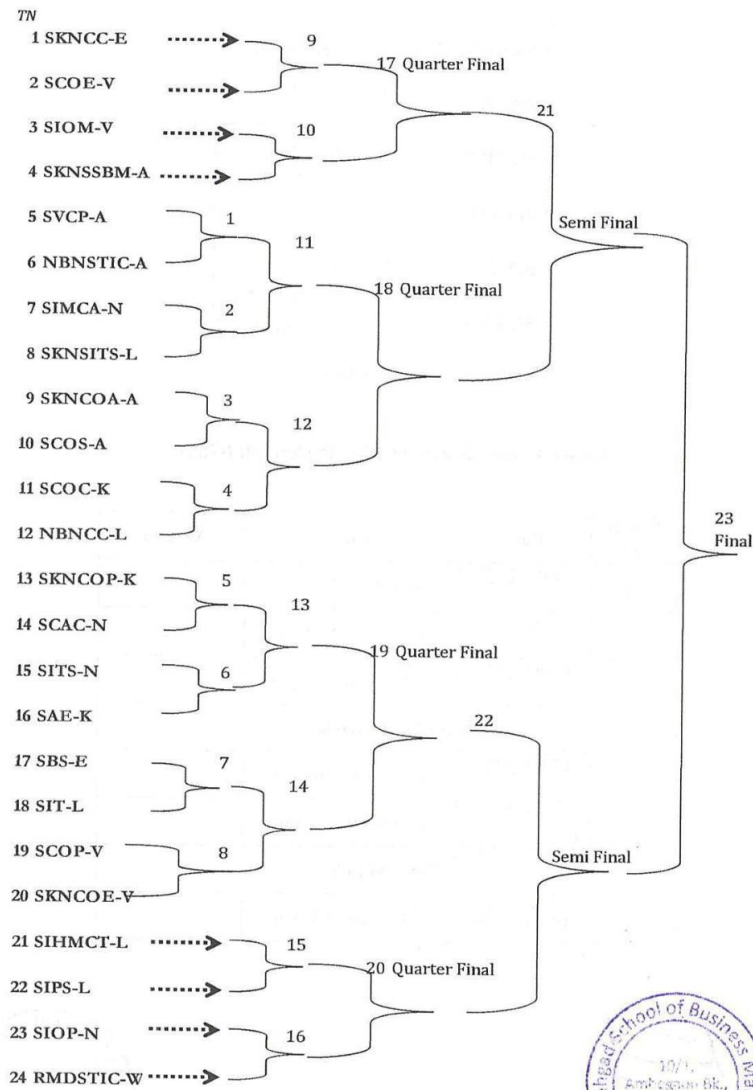 TN
1 SKNCC-E
9
17 Quarter Final
2 SCOE-V
21
3 SIOM-V
10
4 SKNSSBM-A
5 SVCP-A
1
Semi Final
11
6 NBNSTIC-A
18 Quarter Final
7 SIMCA-N
2
8 SKNSITS-L
9 SKNCOA-A
3
12
10 SCOS-A
11 SCOC-K
4
23
Final
12 NBNCC-L
13 SKNCOP-K
5
13
14 SCAC-N
19 Quarter Final
15 SITS-N
6
16 SAE-K
22
17 SBS-E
7
14
18 SIT-L
19 SCOP-V
8
Semi Final
20 SKNCOE-V
21 SIHMCT-L
15
20 Quarter Final
22 SIPS-L
23 SIOP-N
16
24 RMDSTIC-W
School of Business
10/1,